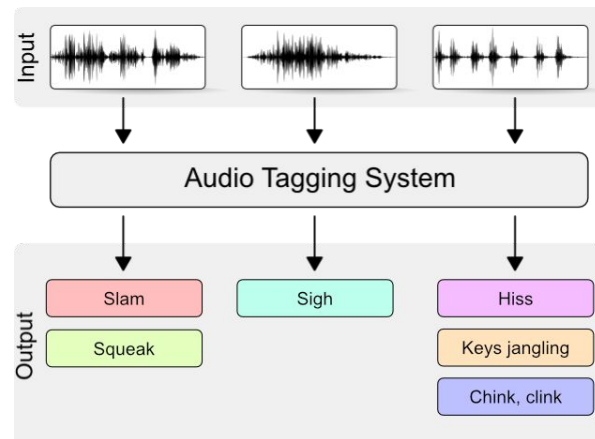 Input
Audio Tagging System
Output
Slam
Sigh
Hiss
Squeak
Keys jangling
Chink, clink